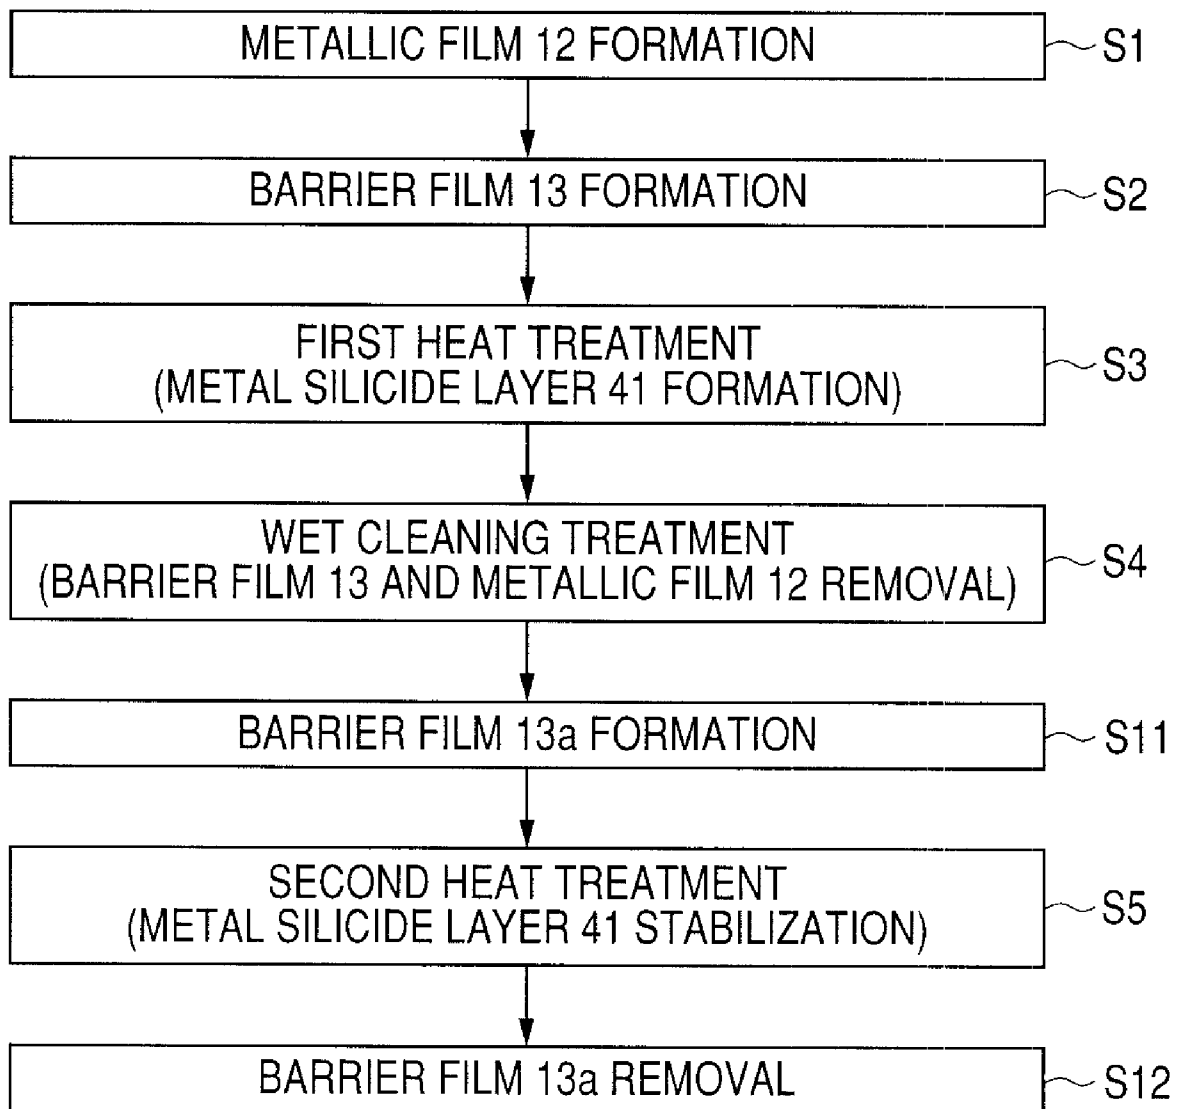 METALLIC FILM 12 FORMATION
S1
BARRIER FILM 13 FORMATION
S2
FIRST HEAT TREATMENT
(METAL SILICIDE LAYER 41 FORMATION)
S3
WET CLEANING TREATMENT
(BARRIER FILM 13 AND METALLIC FILM 12 REMOVAL)
S4
BARRIER FILM 13a FORMATION
S11
SECOND HEAT TREATMENT
(METAL SILICIDE LAYER 41 STABILIZATION)
S5
BARRIER FILM 13a REMOVAL
S12